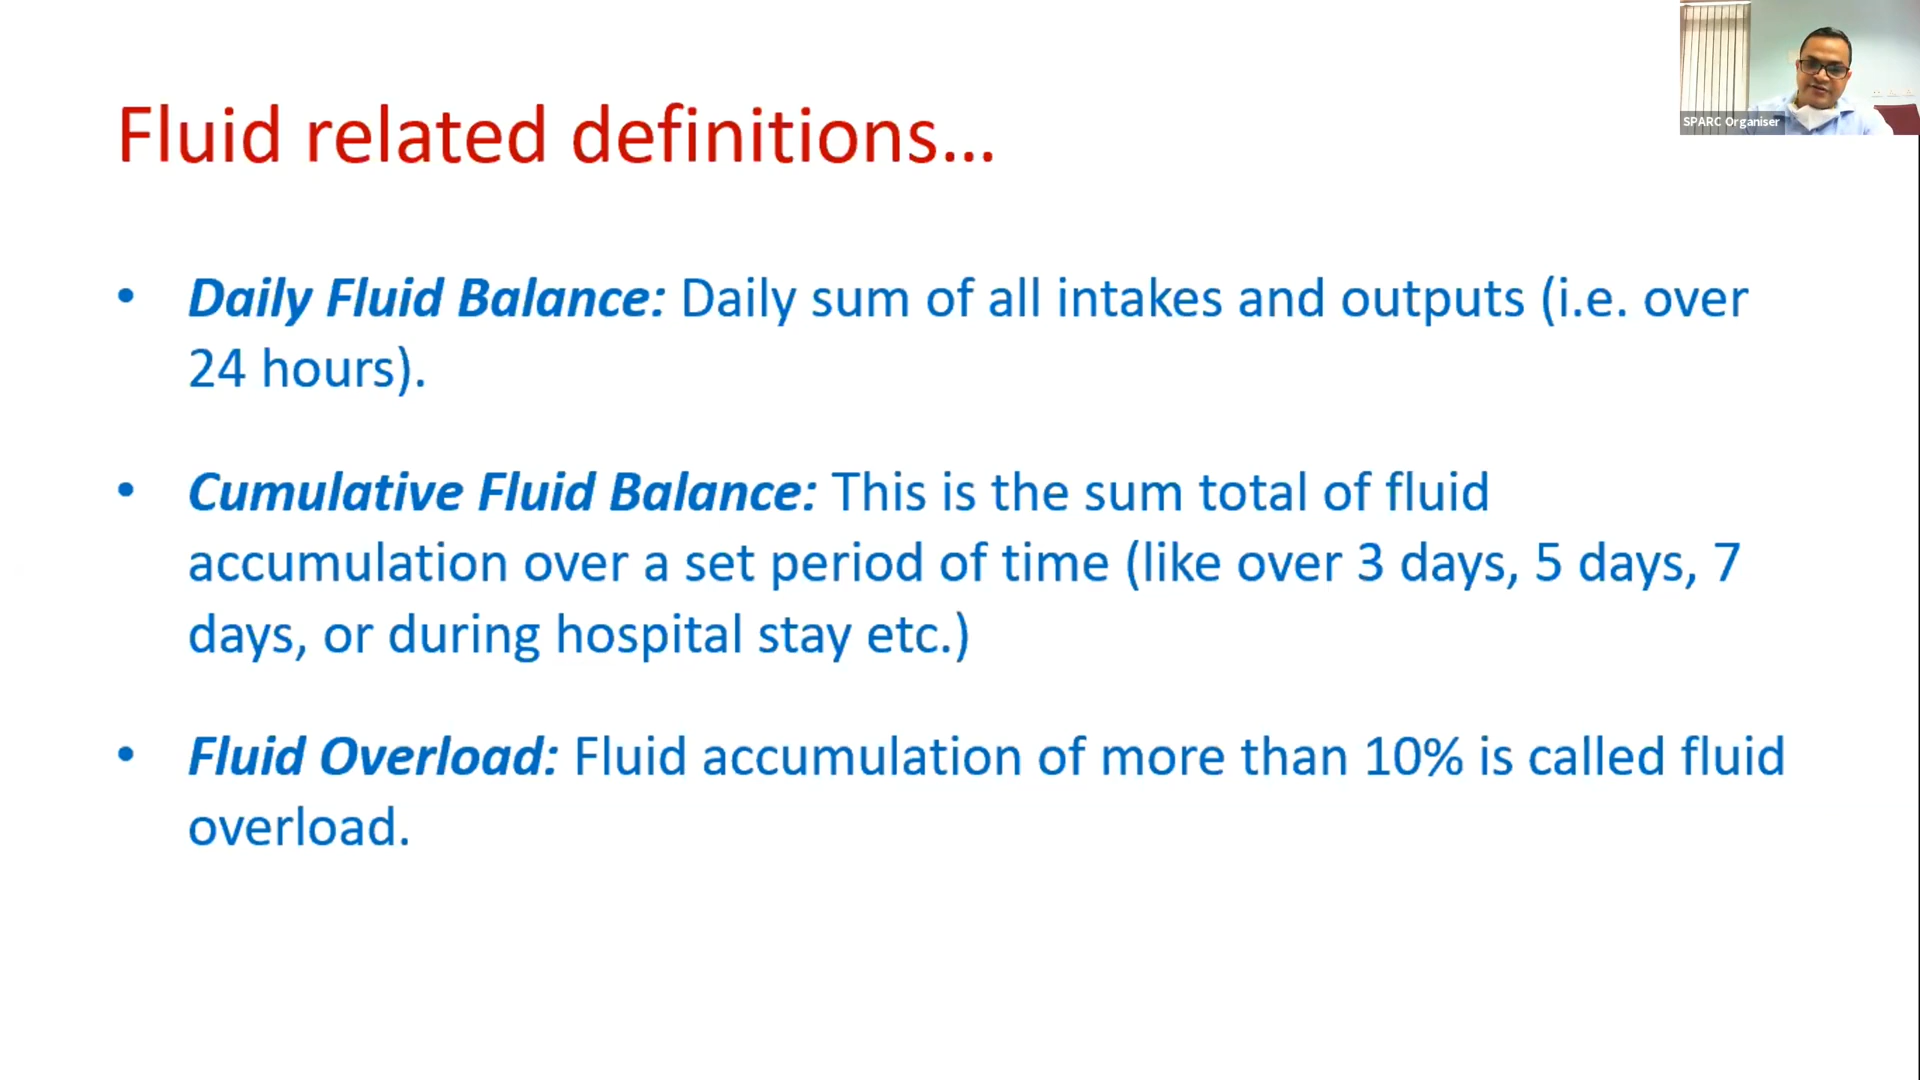 Fluid related definitions...
SPARC Organiser
• Daily Fluid Balance: Daily sum of all intakes and outputs (i.e. over
24 hours).
• Cumulative Fluid Balance: This is the sum total of fluid
accumulation over a set period of time (like over 3 days, 5 days, 7
days, or during hospital stay etc.)
• Fluid Overload: Fluid accumulation of more than 10% is called fluid
overload.